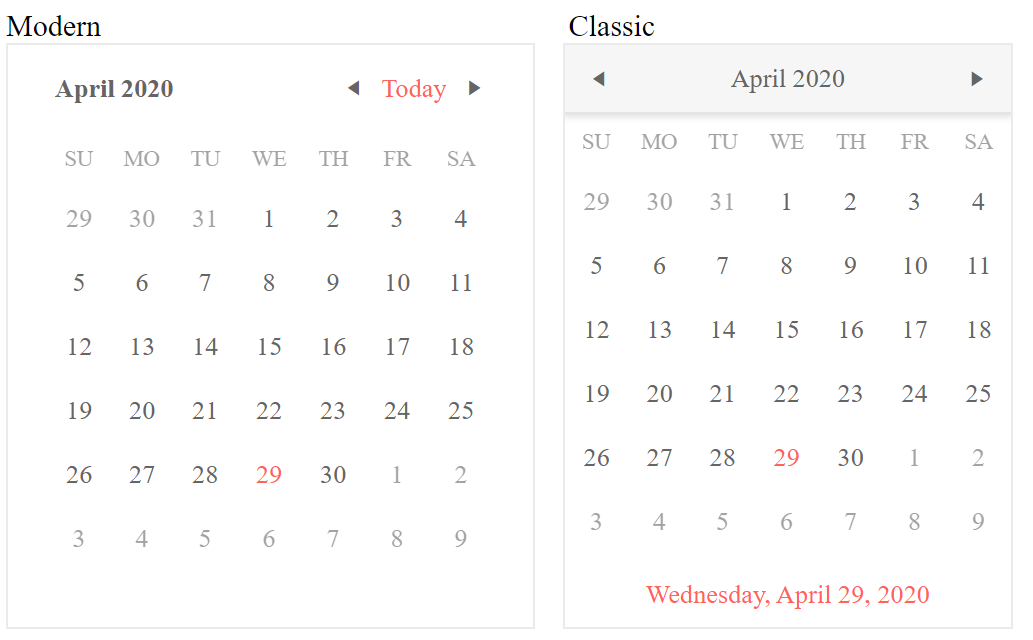 Modern
April 2020 ◀ Today ▶
SU MO TU WE TH FR SA
29 30 31 1 2 3 4
5 6 7 8 9 10 11
12 13 14 15 16 17 18
19 20 21 22 23 24 25
26 27 28 29 30 1 2
3 4 5 6 7 8 9
Classic
◀ April 2020 ▶
SU MO TU WE TH FR SA
29 30 31 1 2 3 4
5 6 7 8 9 10 11
12 13 14 15 16 17 18
19 20 21 22 23 24 25
26 27 28 29 30 1 2
3 4 5 6 7 8 9
Wednesday, April 29, 2020